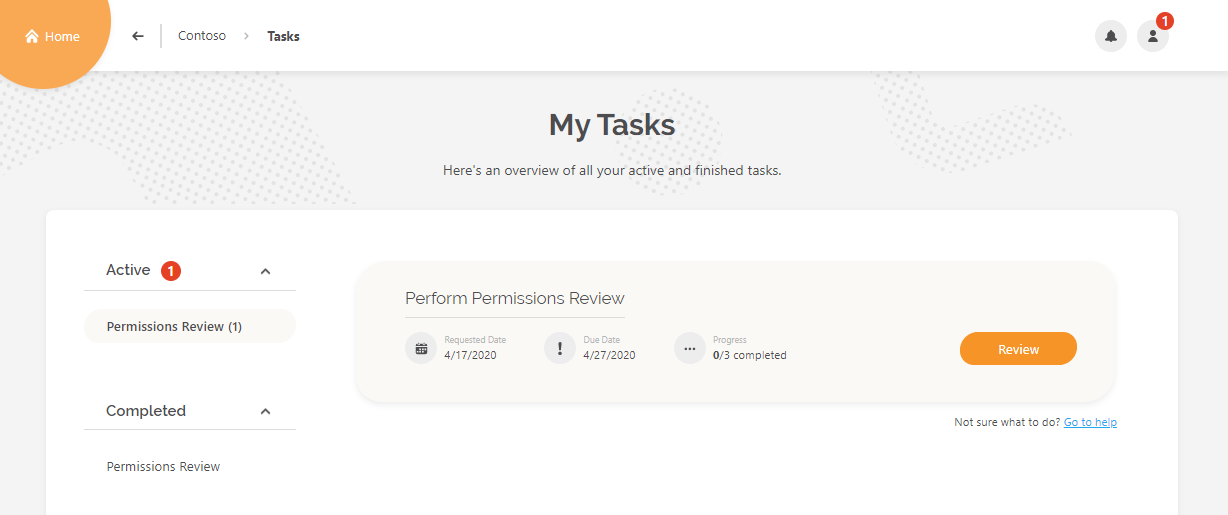 Home
Contoso > Tasks
1
My Tasks
Here's an overview of all your active and finished tasks.
Active 1
Permissions Review (1)
Completed
Permissions Review
Perform Permissions Review
Requested Date
4/17/2020
Due Date
4/27/2020
Progress
0/3 completed
Review
Not sure what to do? Go to help